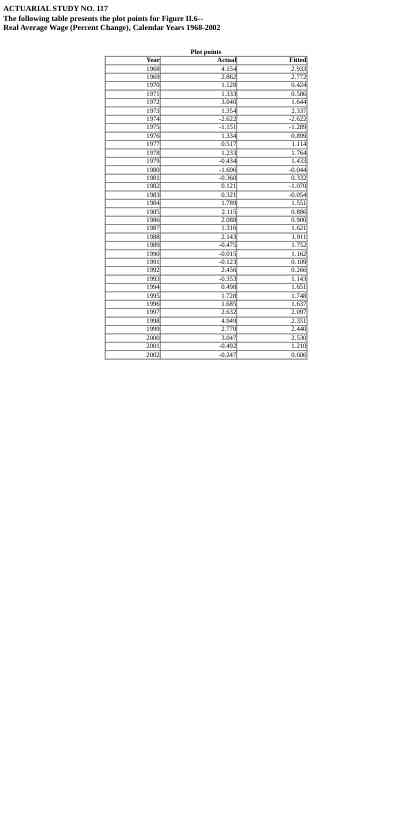 ACTUARIAL STUDY NO. 117
The following table presents the plot points for Figure II.6--
Real Average Wage (Percent Change), Calendar Years 1968-2002
Plot points
Year Actual Fitted
1968 4.154 2.933
1969 2.862 2.772
1970 1.128 0.424
1971 1.333 0.586
1972 3.040 1.644
1973 1.354 2.337
1974 -2.622 -2.622
1975 -1.151 -1.289
1976 1.334 0.899
1977 0.517 1.114
1978 1.233 1.764
1979 -0.434 1.433
1980 -1.606 -0.044
1981 -0.360 0.332
1982 0.121 -1.070
1983 0.321 -0.054
1984 1.789 1.551
1985 2.115 0.886
1986 2.088 0.906
1987 1.316 1.621
1988 2.143 1.911
1989 -0.475 1.752
1990 -0.015 1.162
1991 -0.123 0.109
1992 2.456 0.266
1993 -0.353 1.143
1994 0.498 1.651
1995 1.728 1.748
1996 1.685 1.637
1997 2.632 2.097
1998 4.049 2.351
1999 2.770 2.440
2000 3.047 2.530
2001 -0.492 1.210
2002 -0.247 0.606